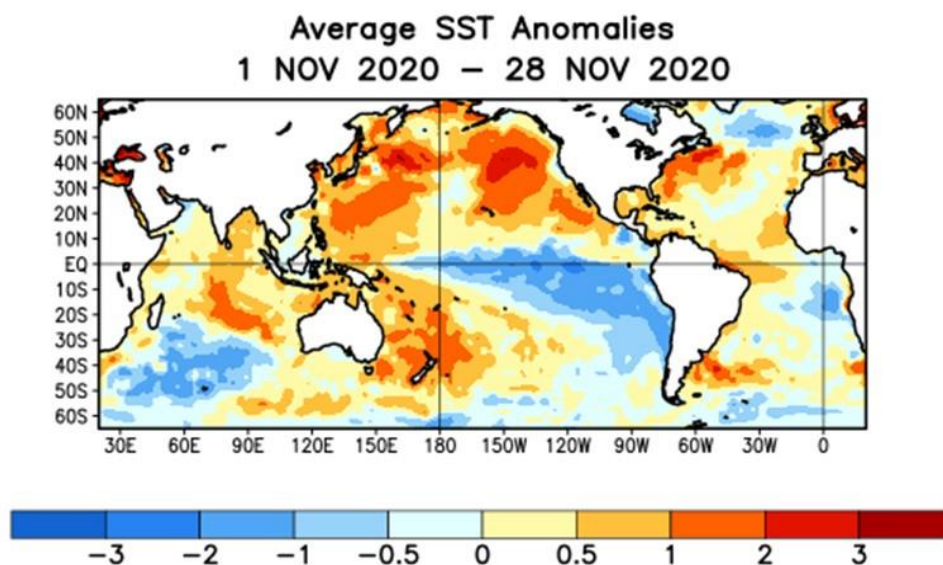 Average SST Anomalies
1 NOV 2020 – 28 NOV 2020
60N
50N
40N
30N
20N
10N
EQ
10S
20S
30S
40S
50S
60S
30E 60E 90E 120E 150E 180 150W 120W 90W 60W 30W 0
−3 −2 −1 −0.5 0 0.5 1 2 3